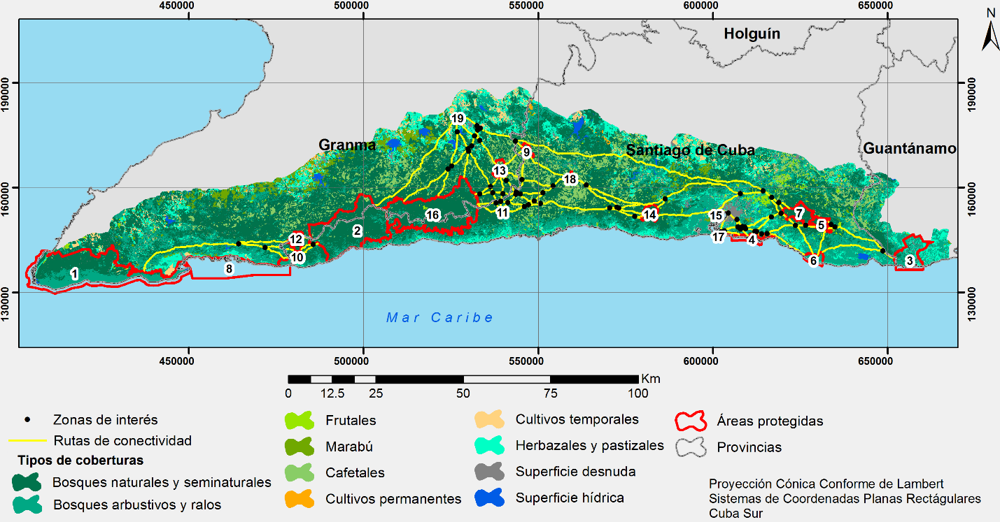 450000 500000 550000 600000 650000
N
Holguín
190000 190000
19
Granma
9
Santiago de Cuba
Guantánamo
13
18
160000 160000
16
11
14
15
7
2
5
12
17
4
10
6
3
8
1
130000 130000
Mar Caribe
450000 500000 550000 600000 650000
Km
0 12.5 25 50 75 100
Zonas de interés
Rutas de conectividad
Tipos de coberturas
Bosques naturales y seminaturales
Bosques arbustivos y ralos
Frutales
Marabú
Cafetales
Cultivos permanentes
Cultivos temporales
Herbazales y pastizales
Superficie desnuda
Superficie hídrica
Áreas protegidas
Provincias
Proyección Cónica Conforme de Lambert
Sistemas de Coordenadas Planas Rectágulares
Cuba Sur